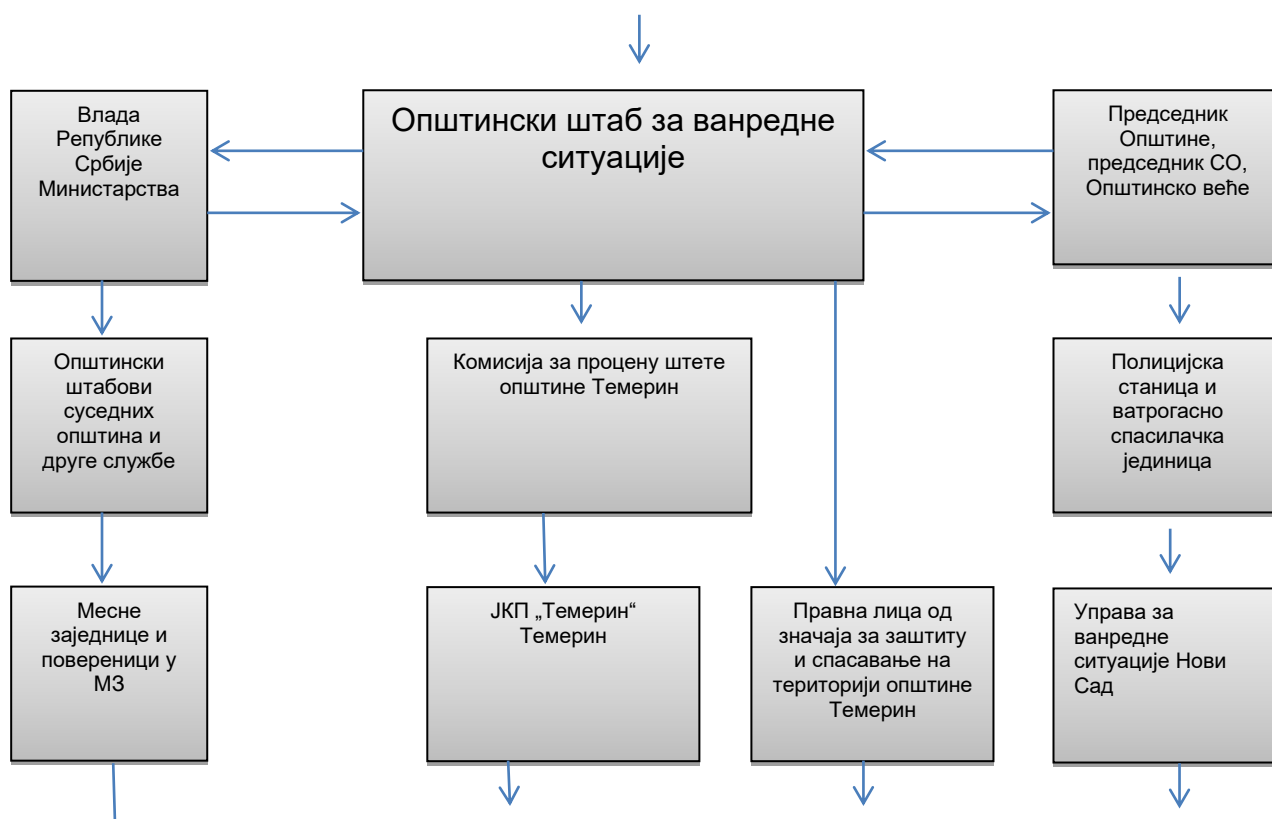 Влада
Републике
Србије
Министарства
Општински штаб за ванредне
ситуације
Председник
Општине,
председник СО,
Општинско веће
Општински
штабови
суседних
општина и
друге службе
Комисија за процену штете
општине Темерин
Полицијска
станица и
ватрогасно
спасилачка
јединица
Месне
заједнице и
повереници у
МЗ
ЈКП „Темерин“
Темерин
Правна лица од
значаја за заштиту
и спасавање на
територији општине
Темерин
Управа за
ванредне
ситуације Нови
Сад